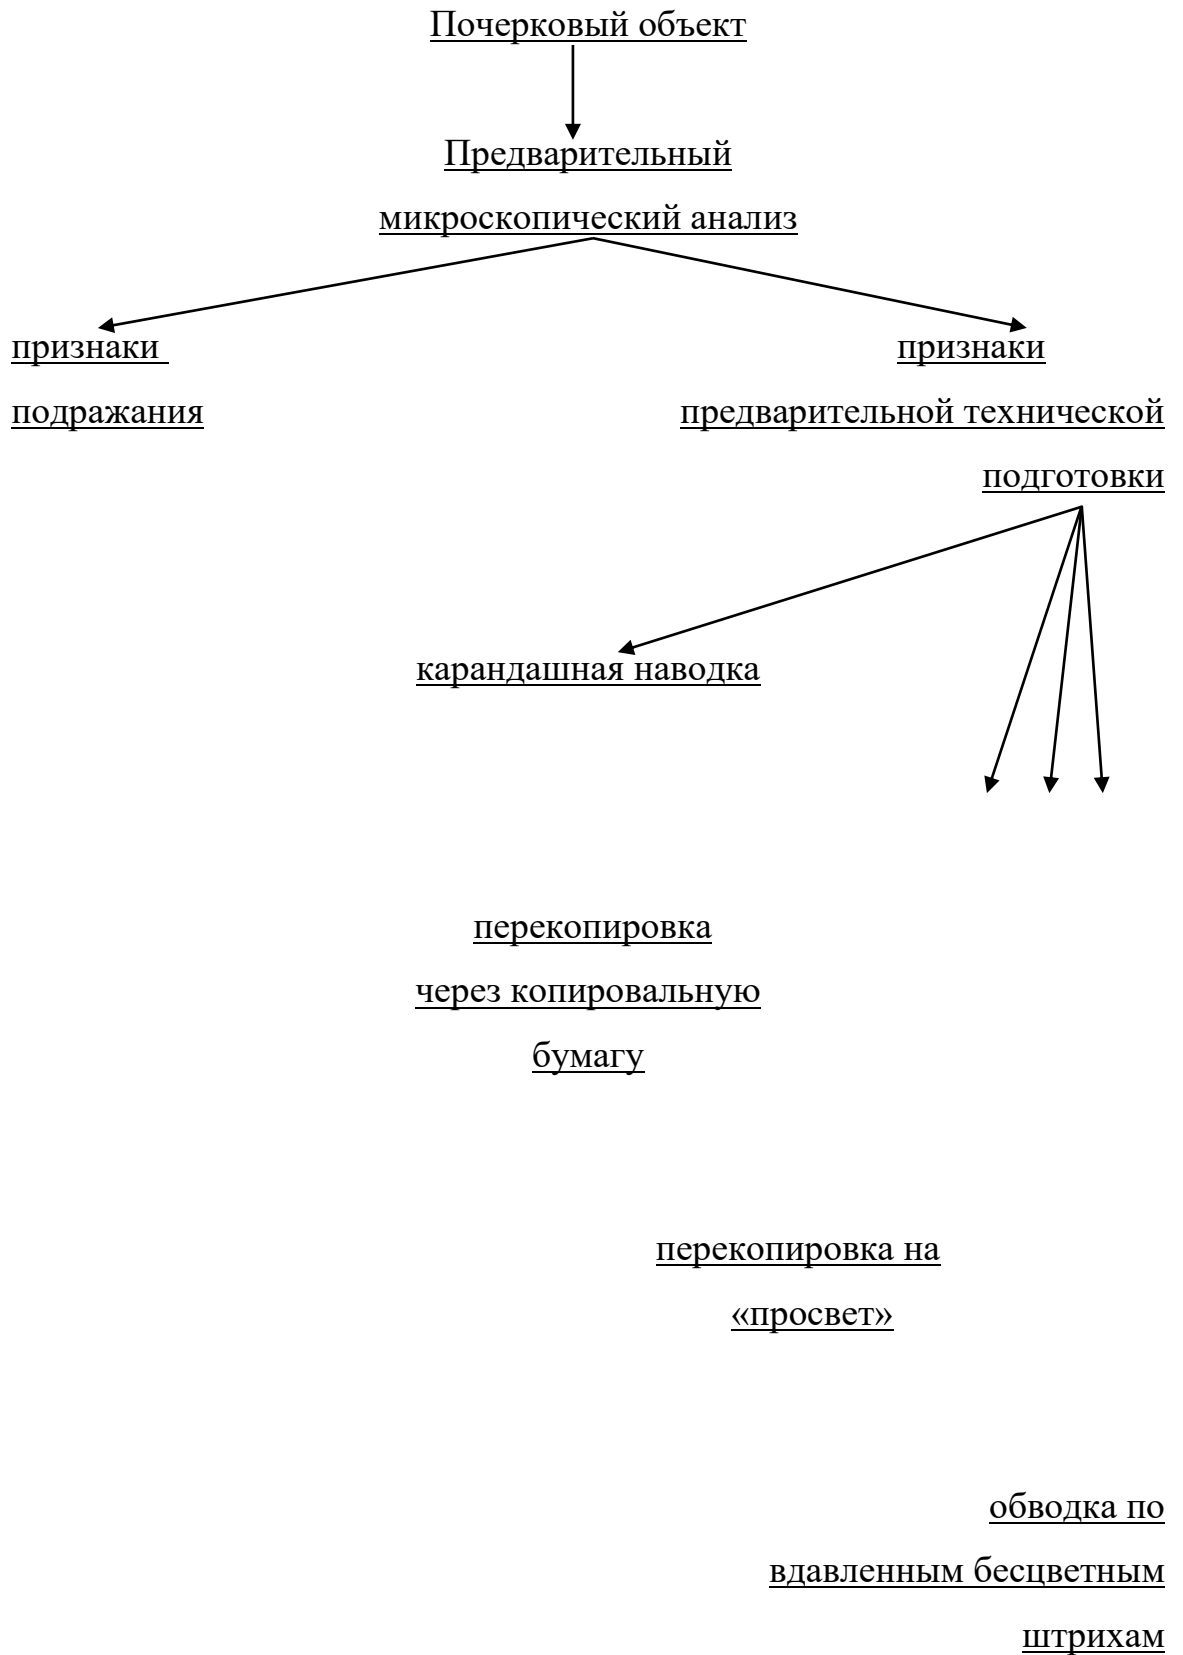 Почерковый объект
Предварительный
микроскопический анализ
признаки
подражания
признаки
предварительной технической
подготовки
карандашная наводка
перекопировка
через копировальную
бумагу
перекопировка на
«просвет»
обводка по
вдавленным бесцветным
штрихам